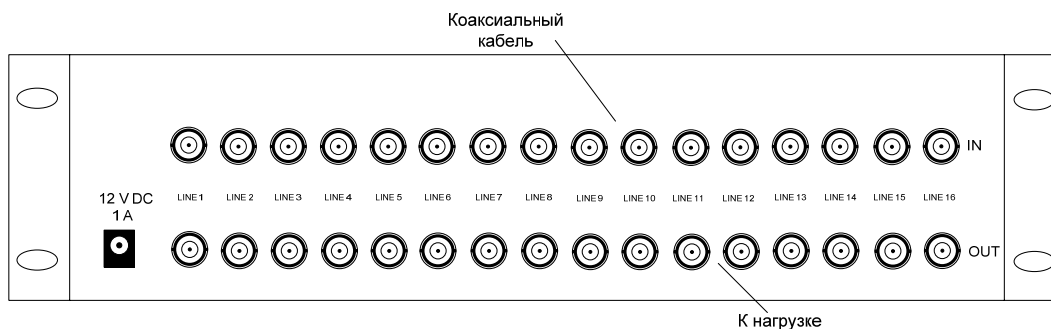 Коаксиальный
кабель
IN
12 V DC
1 A
LINE 1 LINE 2 LINE 3 LINE 4 LINE 5 LINE 6 LINE 7 LINE 8 LINE 9 LINE 10 LINE 11 LINE 12 LINE 13 LINE 14 LINE 15 LINE 16
OUT
К нагрузке